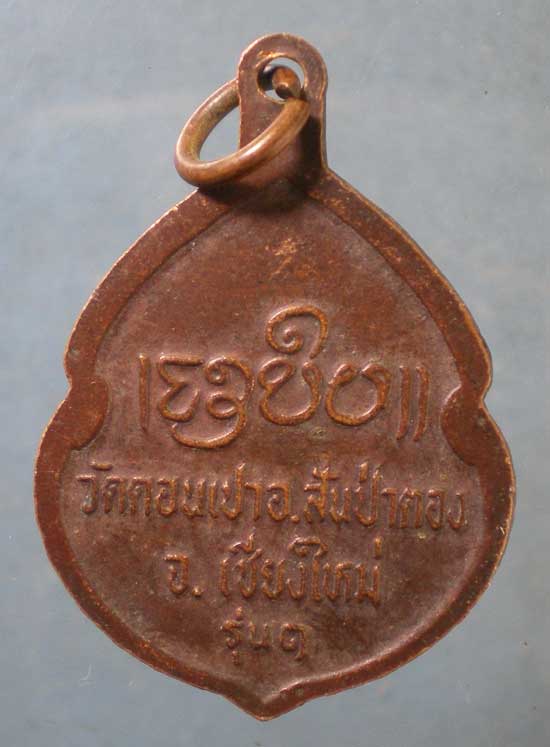 วัดดอนเปาอ.สันป่าตอง
จ. เชียงใหม่
รุ่น๑